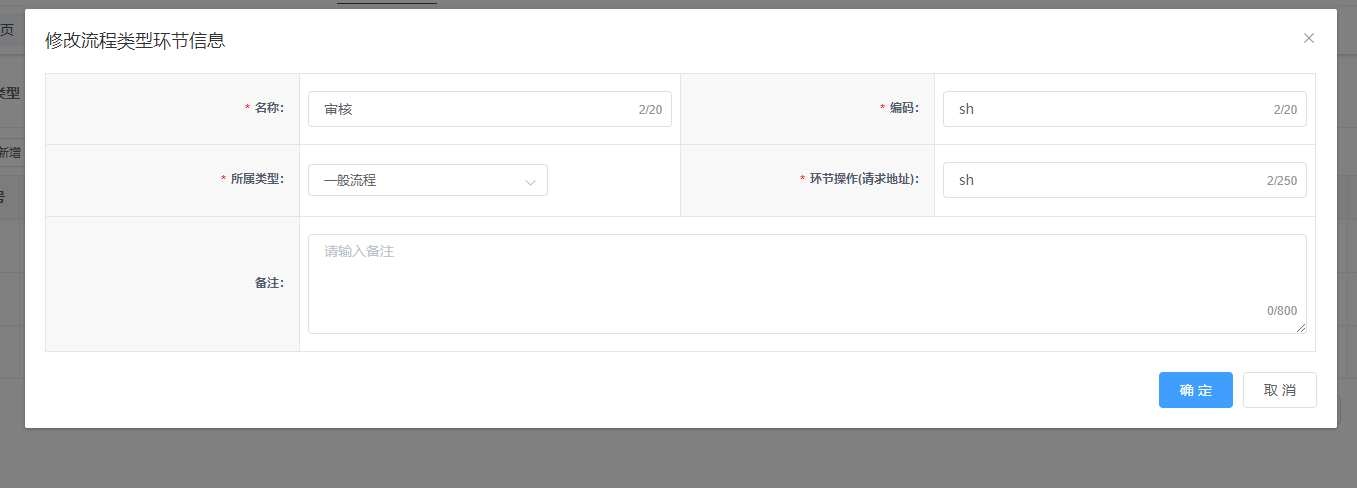 页
修改流程类型环节信息
类型
* 名称:
审核
2/20
* 编码:
sh
2/20
新增
* 所属类型:
一般流程
* 环节操作(请求地址):
sh
2/250
号
备注:
请输入备注
0/800
确 定
取 消